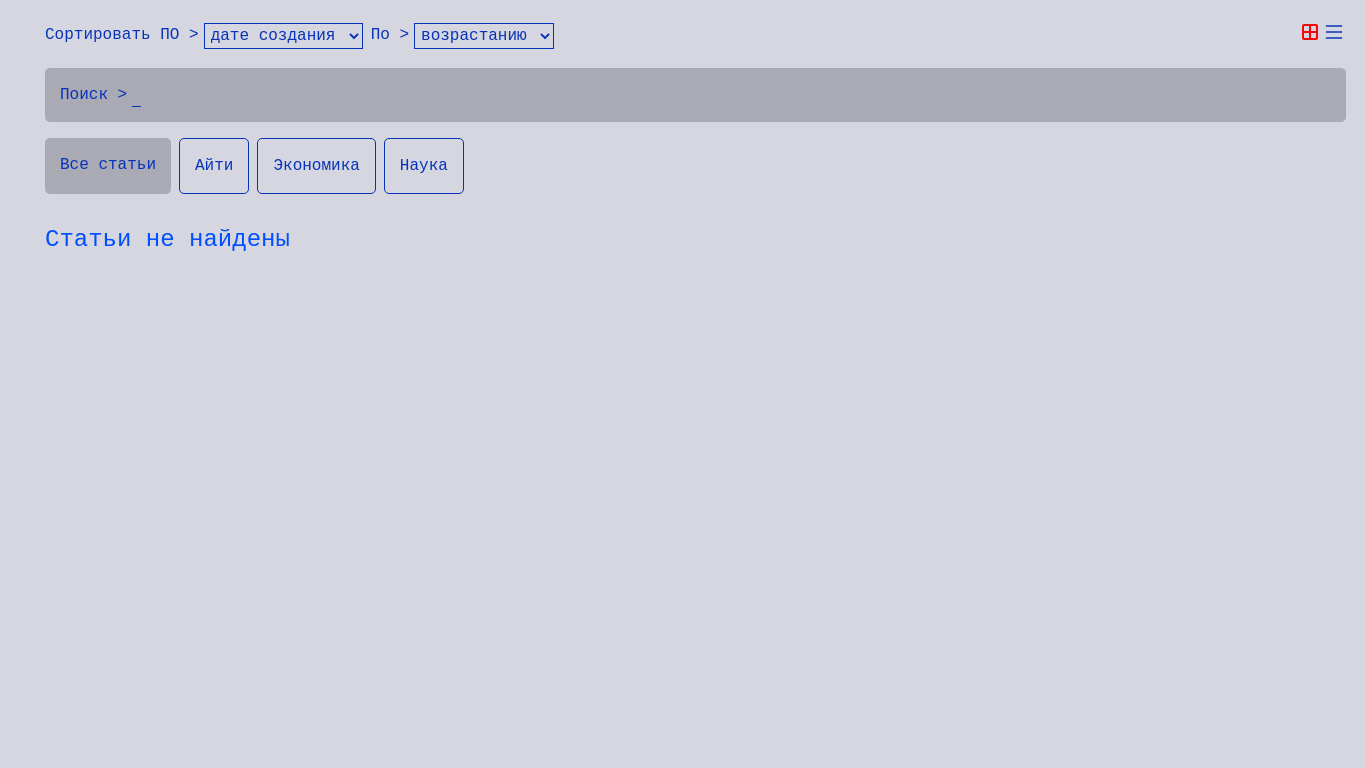 Сортировать ПО > дате создания По > возрастанию
Поиск > _
Все статьи Айти Экономика Наука
Статьи не найдены